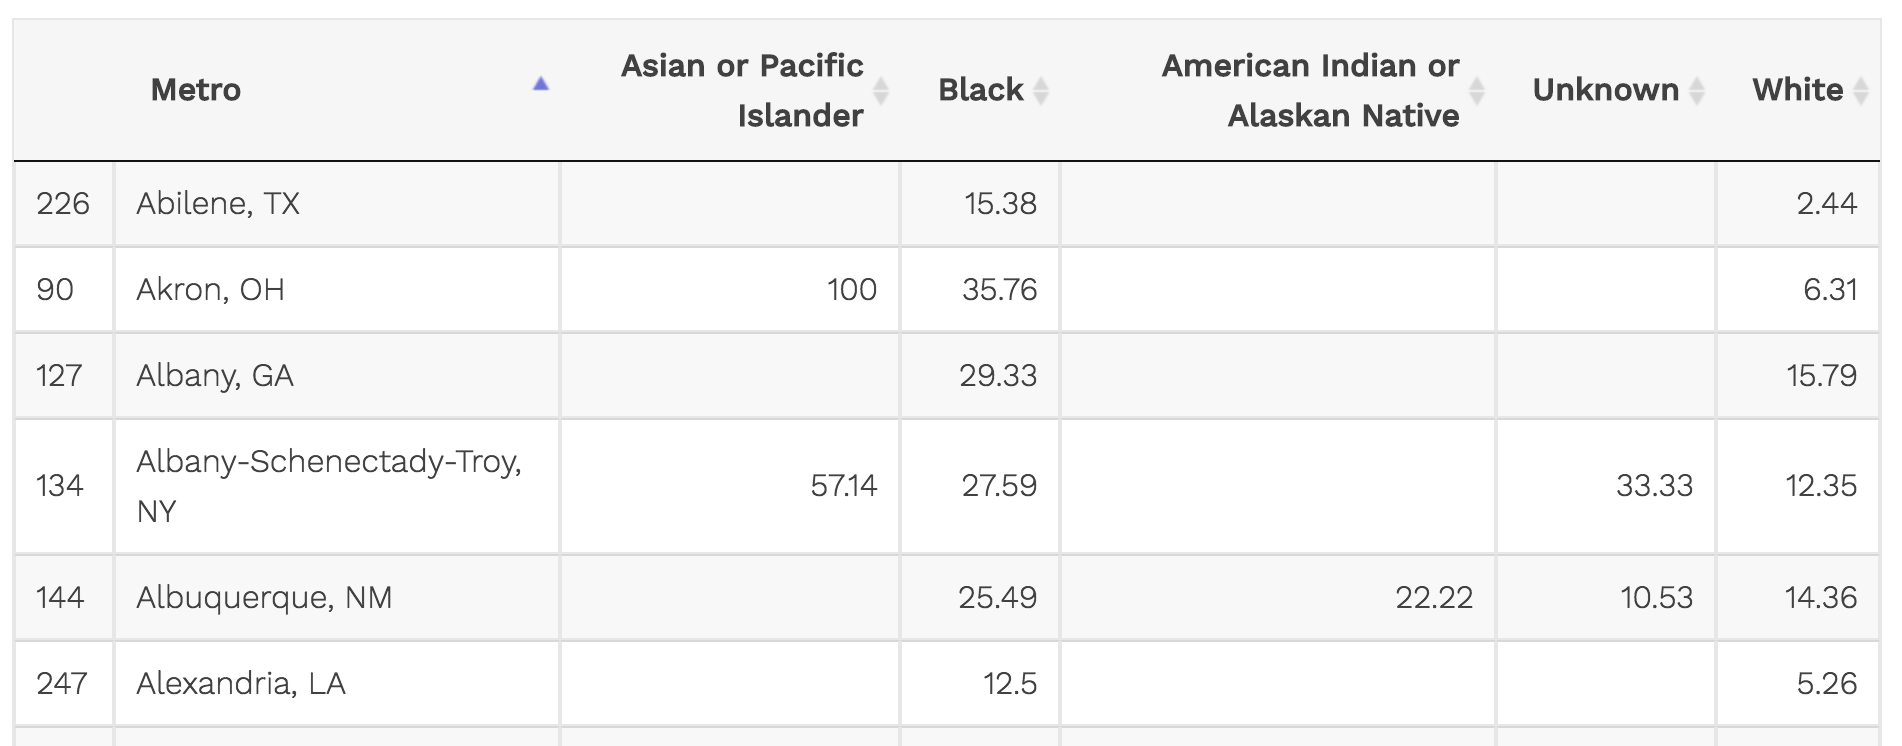 Metro Asian or Pacific Islander Black American Indian or Alaskan Native Unknown White
226 Abilene, TX 15.38 2.44
90 Akron, OH 100 35.76 6.31
127 Albany, GA 29.33 15.79
134 Albany-Schenectady-Troy, NY 57.14 27.59 33.33 12.35
144 Albuquerque, NM 25.49 22.22 10.53 14.36
247 Alexandria, LA 12.5 5.26